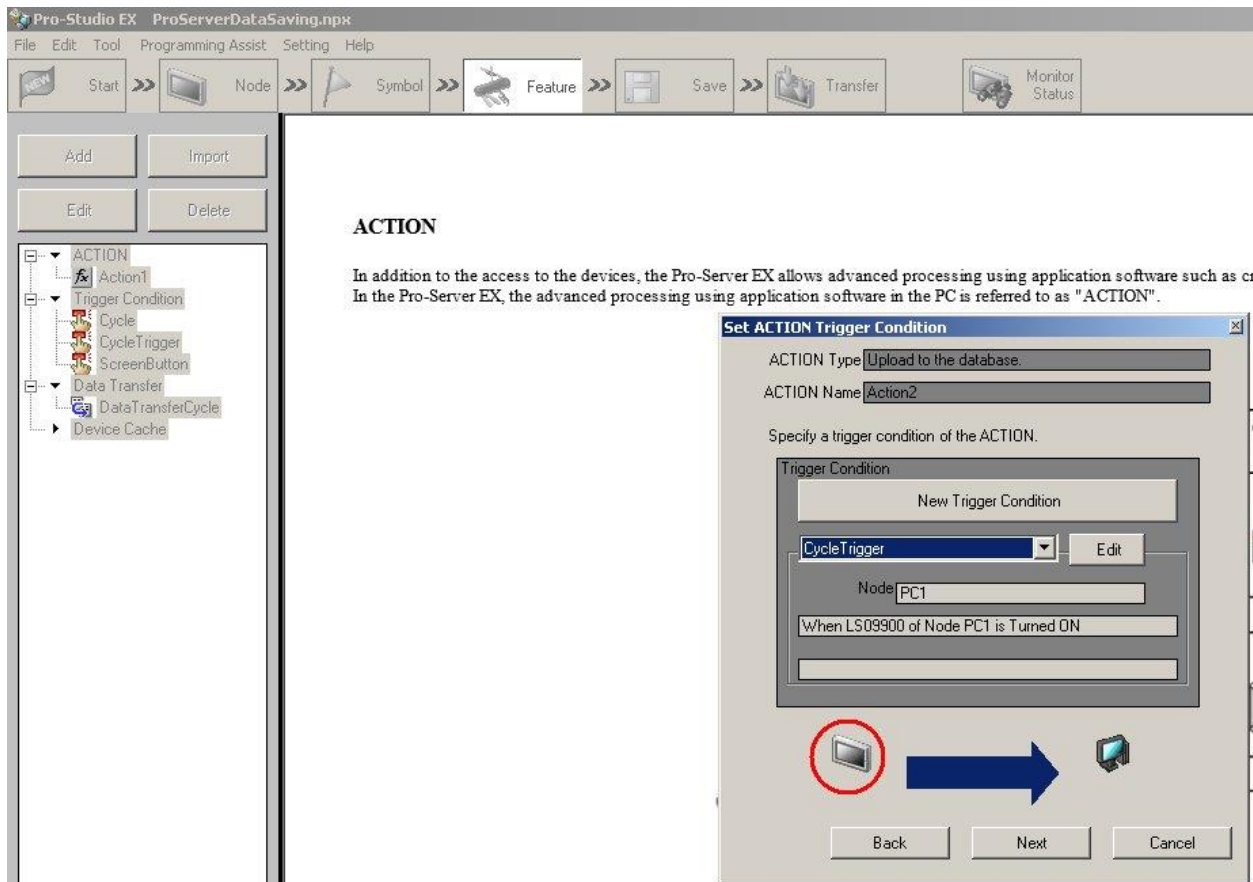 Pro-Studio EX ProServerDataSaving.npx
File Edit Tool Programming Assist Setting Help
NEW Start >> Node >> Symbol >> Feature >> Save >> Transfer Monitor Status
Add Import
Edit Delete
ACTION
Action1
Trigger Condition
Cycle
CycleTrigger
ScreenButton
Data Transfer
DataTransferCycle
Device Cache
ACTION
In addition to the access to the devices, the Pro-Server EX allows advanced processing using application software such as
In the Pro-Server EX, the advanced processing using application software in the PC is referred to as "ACTION".
Set ACTION Trigger Condition
ACTION Type Upload to the database.
ACTION Name Action2
Specify a trigger condition of the ACTION.
Trigger Condition
New Trigger Condition
CycleTrigger Edit
Node PC1
When LS09900 of Node PC1 is Turned ON
Back Next Cancel